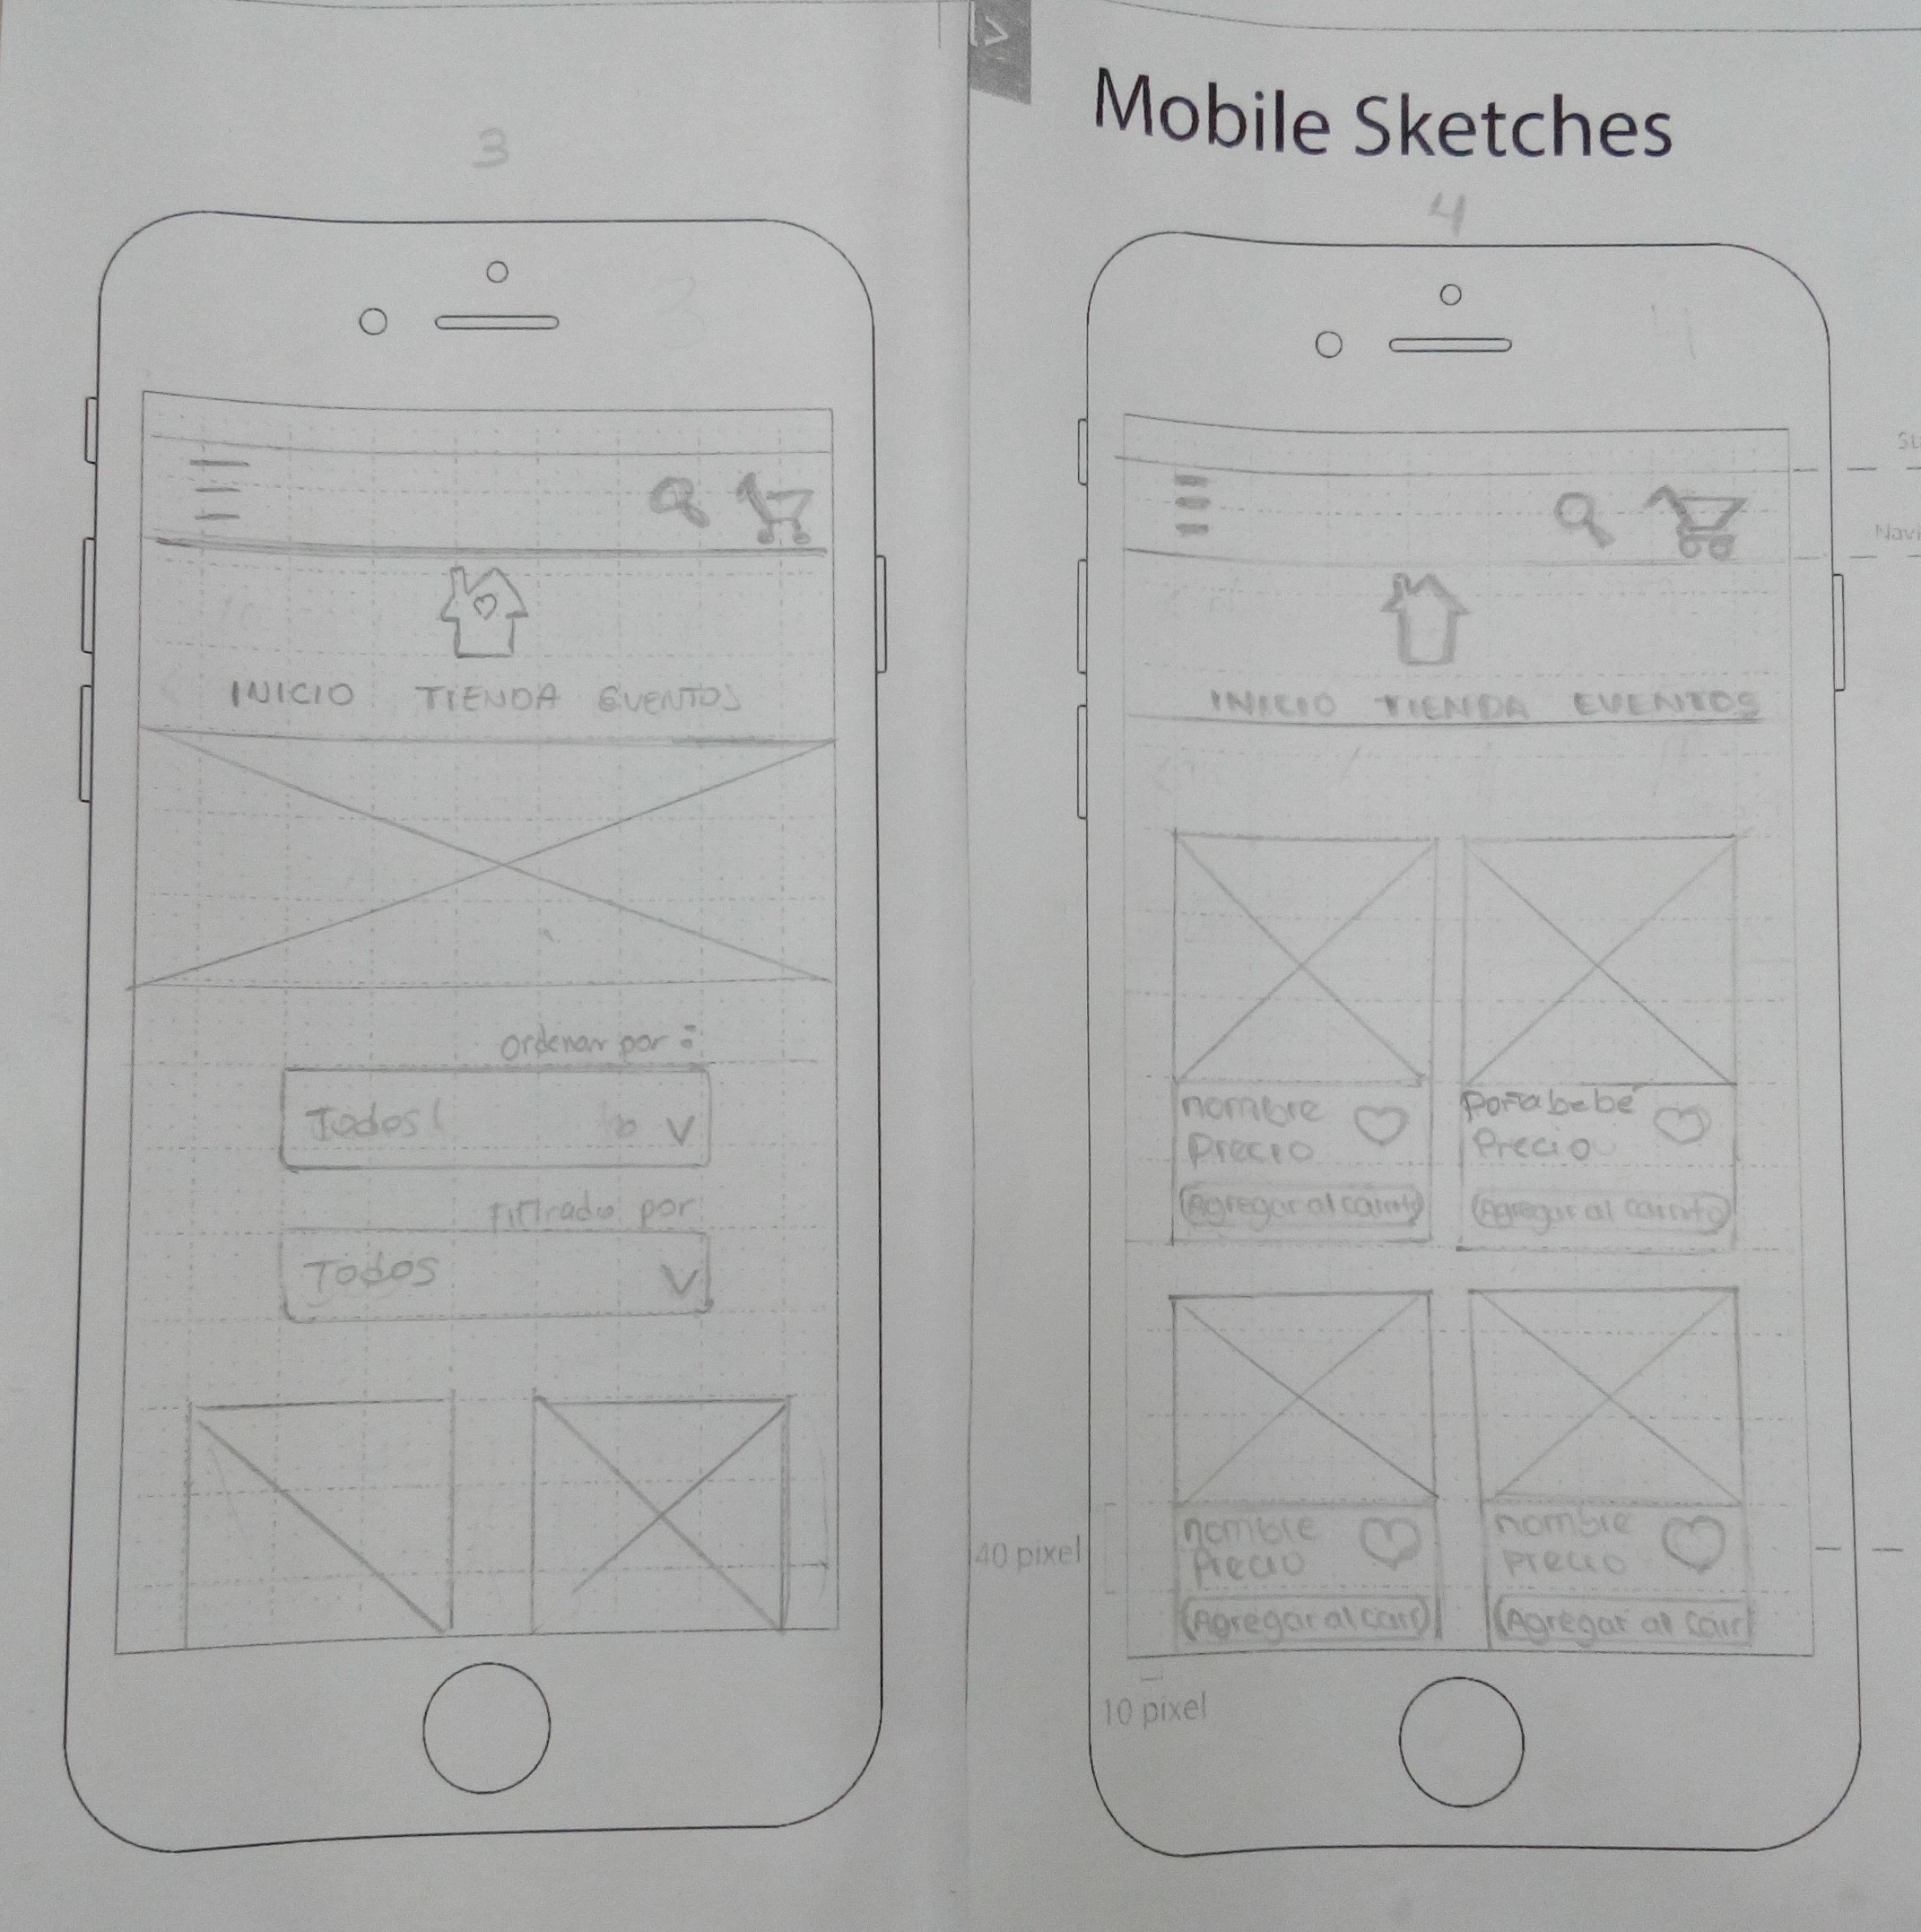 3
INICIO TIENDA EVENTOS
Ordenar por :
Todos
Filtrado por
Todos
Mobile Sketches
4
INICIO TIENDA EVENTOS
nombre
Precio
Agregar al carrito
Portabebé
Precio
Agregar al carrito
nombre
Precio
Agregar al carr
nombre
Precio
Agregar al carr
40 pixel
10 pixel
St
Navi